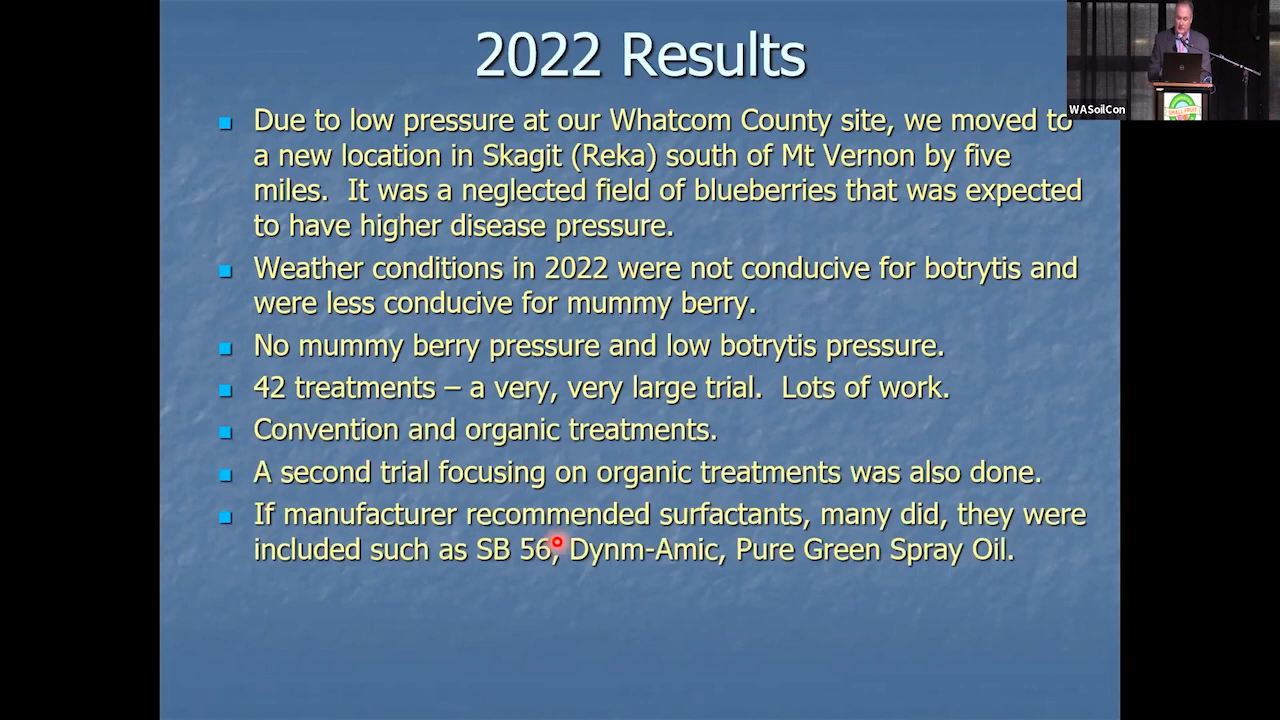 2022 Results
Due to low pressure at our Whatcom County site, we moved to
a new location in Skagit (Reka) south of Mt Vernon by five
miles. It was a neglected field of blueberries that was expected
to have higher disease pressure.
Weather conditions in 2022 were not conducive for botrytis and
were less conducive for mummy berry.
No mummy berry pressure and low botrytis pressure.
42 treatments – a very, very large trial. Lots of work.
Convention and organic treatments.
A second trial focusing on organic treatments was also done.
If manufacturer recommended surfactants, many did, they were
included such as SB 56, Dynm-Amic, Pure Green Spray Oil.
WASoilCon